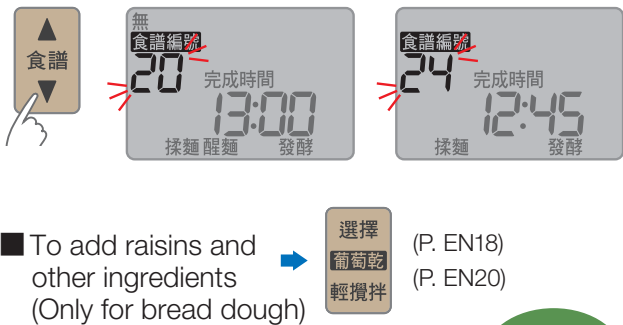 食譜
無
食譜編號
20
完成時間
13:00
揉麵 醒麵 發酵
食譜編號
24
完成時間
12:45
揉麵 發酵
■ To add raisins and
other ingredients
(Only for bread dough)
選擇
葡萄乾
輕攪拌
(P. EN18)
(P. EN20)